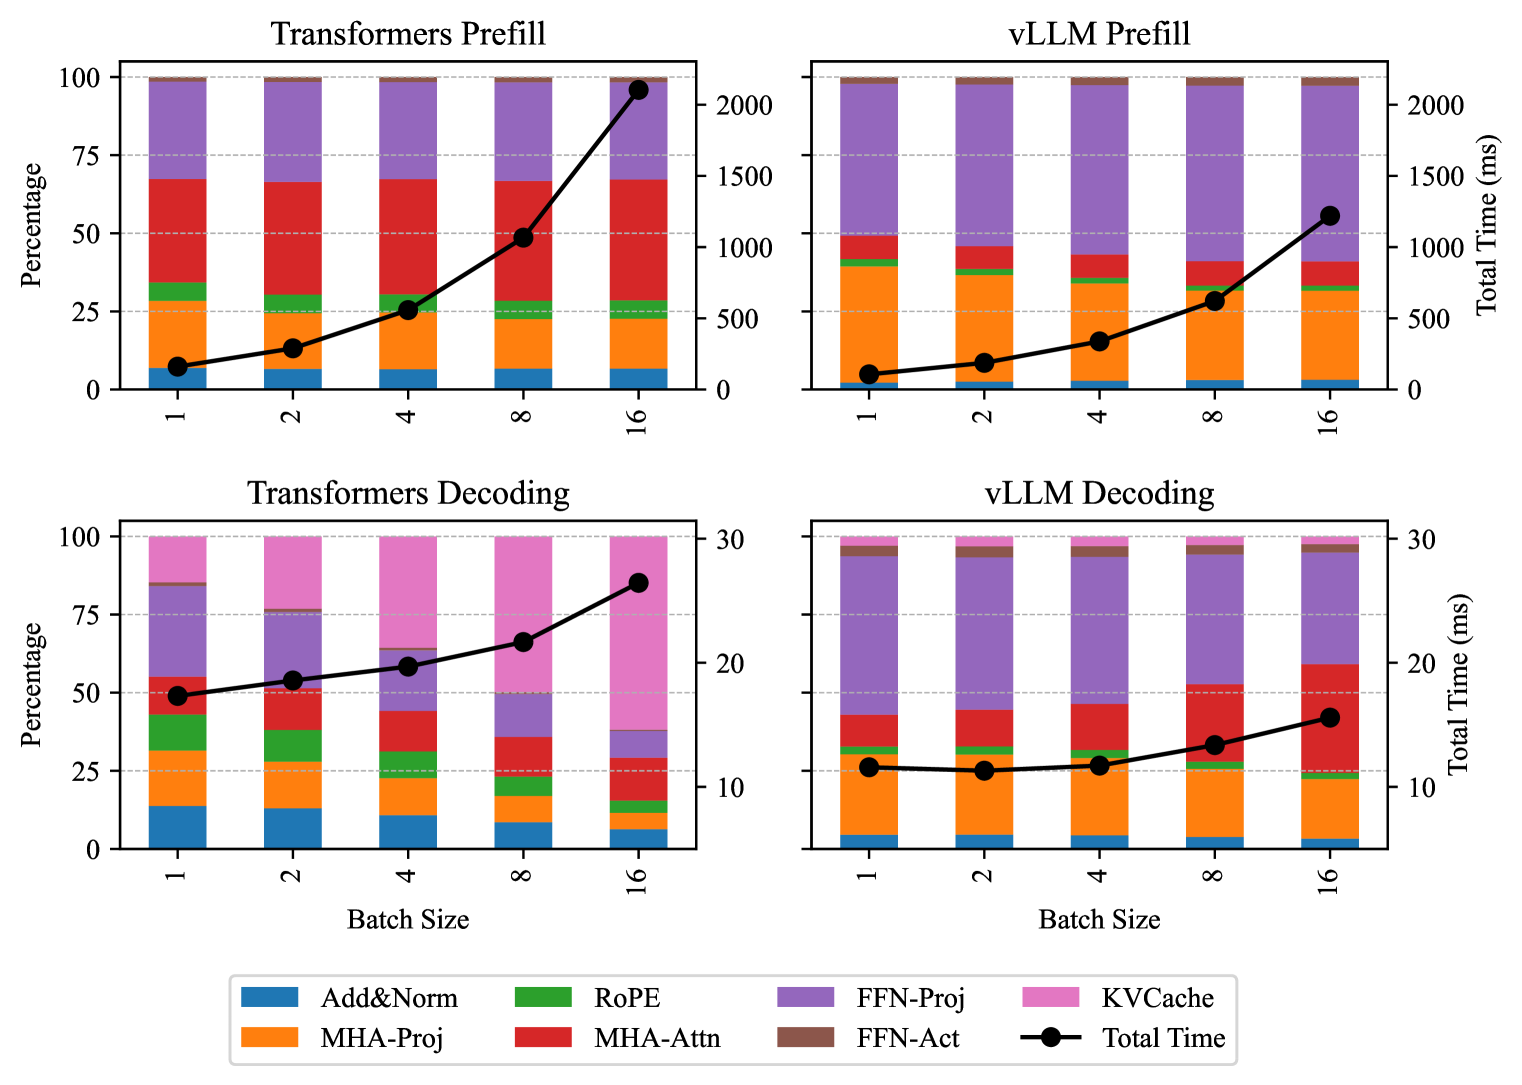 Transformers Prefill
vLLM Prefill
100
75
50
25
0
Percentage
2000
1500
1000
500
0
2000
1500
1000
500
0
Total Time (ms)
1 2 4 8 16
1 2 4 8 16
Transformers Decoding
vLLM Decoding
100
75
50
25
0
Percentage
30
20
10
30
20
10
Total Time (ms)
1 2 4 8 16
1 2 4 8 16
Batch Size
Batch Size
Add&Norm RoPE FFN-Proj KVCache
MHA-Proj MHA-Attn FFN-Act Total Time